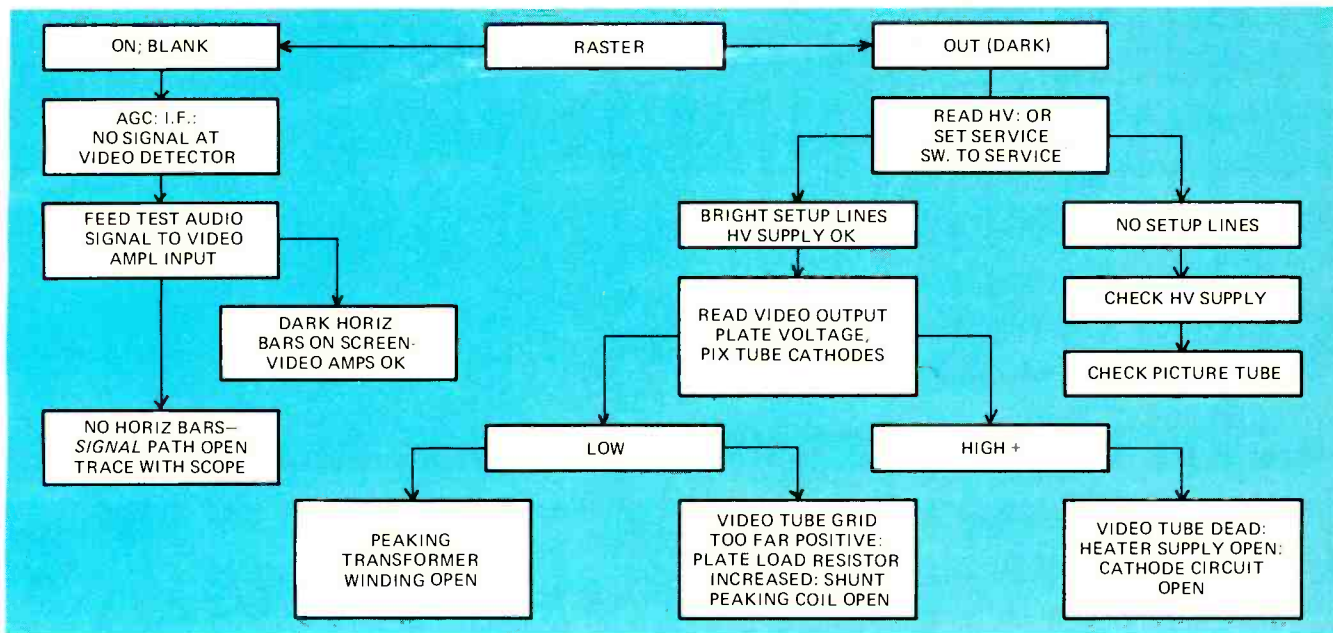 ON; BLANK
RASTER
OUT (DARK)
AGC: I.F.:
NO SIGNAL AT
VIDEO DETECTOR
READ HV: OR
SET SERVICE
SW. TO SERVICE
FEED TEST AUDIO
SIGNAL TO VIDEO
AMPL INPUT
BRIGHT SETUP LINES
HV SUPPLY OK
NO SETUP LINES
DARK HORIZ
BARS ON SCREEN-
VIDEO AMPS OK
READ VIDEO OUTPUT
PLATE VOLTAGE,
PIX TUBE CATHODES
CHECK HV SUPPLY
CHECK PICTURE TUBE
NO HORIZ BARS—
SIGNAL PATH OPEN
TRACE WITH SCOPE
LOW
HIGH +
PEAKING
TRANSFORMER
WINDING OPEN
VIDEO TUBE GRID
TOO FAR POSITIVE:
PLATE LOAD RESISTOR
INCREASED: SHUNT
PEAKING COIL OPEN
VIDEO TUBE DEAD:
HEATER SUPPLY OPEN:
CATHODE CIRCUIT
OPEN